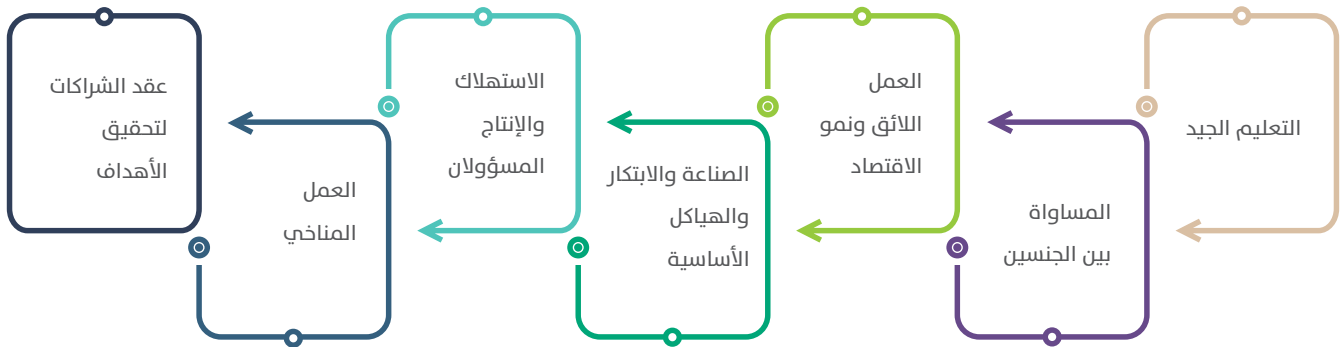 التعليم الجيد
المساواة
بين الجنسين
العمل
اللائق ونمو
الاقتصاد
الصناعة والابتكار
والهياكل
الأساسية
الاستهلاك
والإنتاج
المسؤولان
العمل
المناخي
عقد الشراكات
لتحقيق
الأهداف